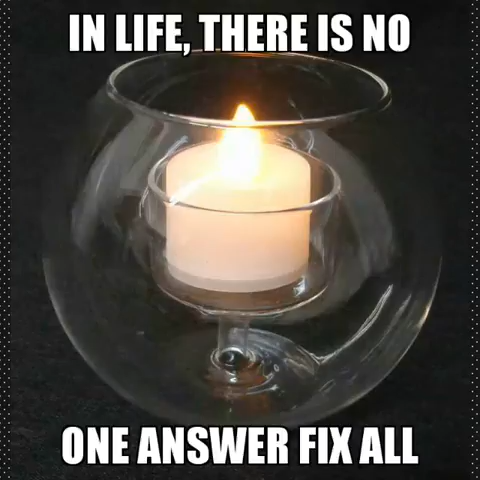 IN LIFE, THERE IS NO
ONE ANSWER FIX ALL